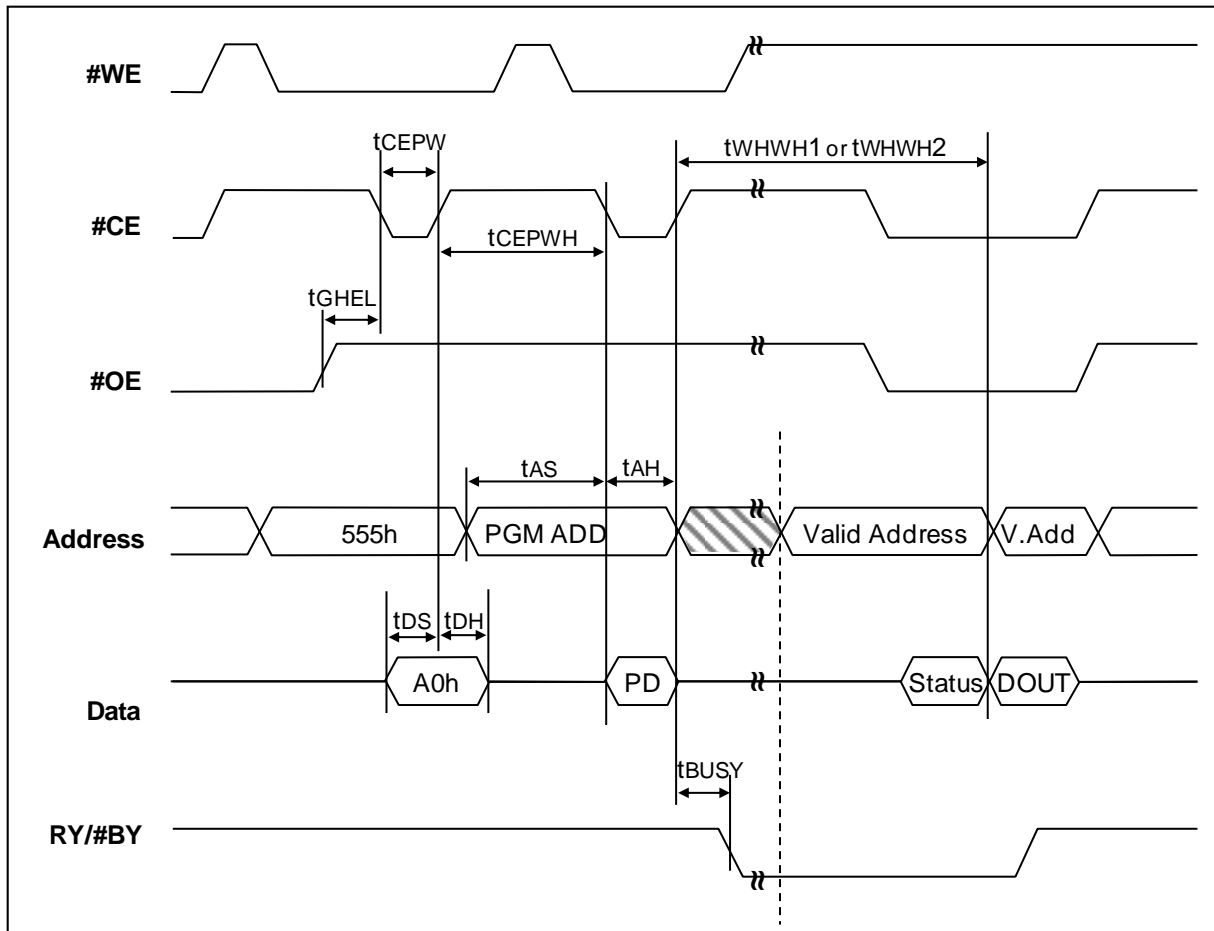 #WE
tCEPW
tWHWH1 or tWHWH2
#CE
tCEPWH
tGHEL
#OE
tAS
tAH
Address
555h
PGM ADD
Valid Address
V.Add
tDS
tDH
A0h
PD
Status
DOUT
Data
tBUSY
RY/#BY